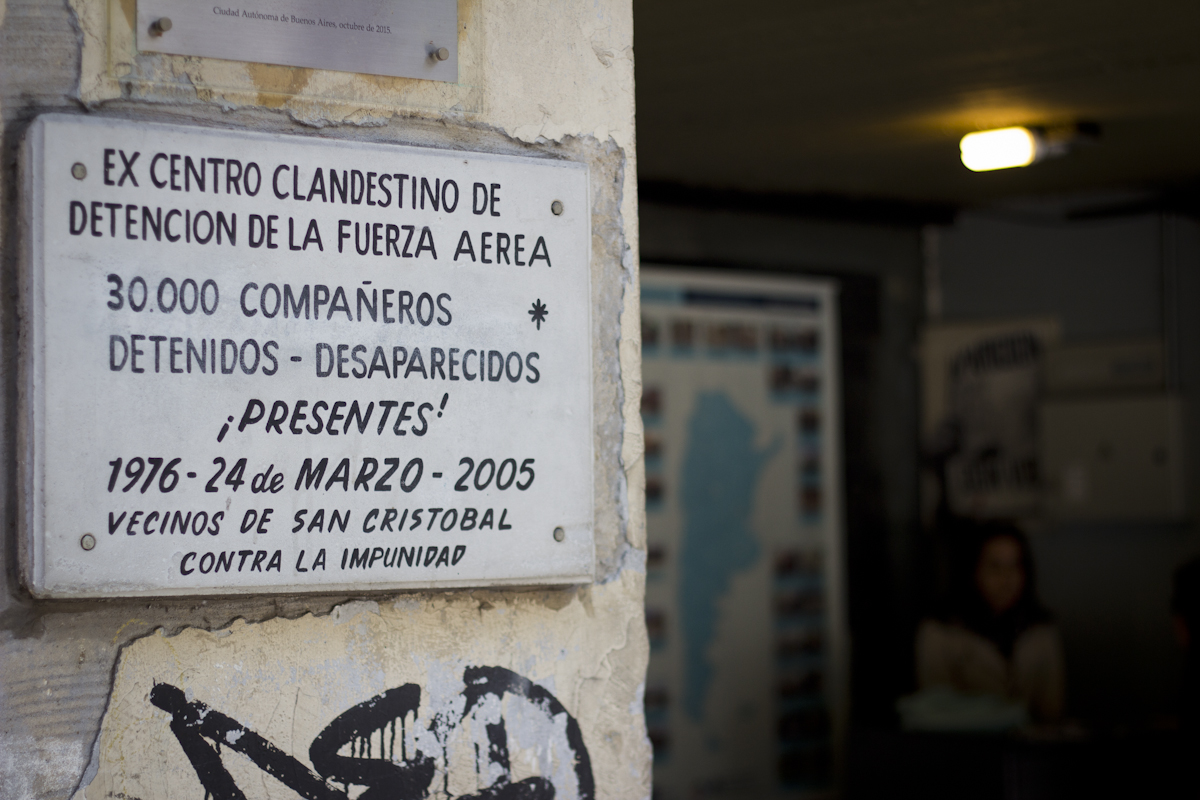 Ciudad Autónoma de Buenos Aires, octubre de 2015.
EX CENTRO CLANDESTINO DE
DETENCION DE LA FUERZA AEREA
30.000 COMPAÑEROS *
DETENIDOS - DESAPARECIDOS
¡PRESENTES!
1976 - 24 de MARZO - 2005
VECINOS DE SAN CRISTOBAL
CONTRA LA IMPUNIDAD